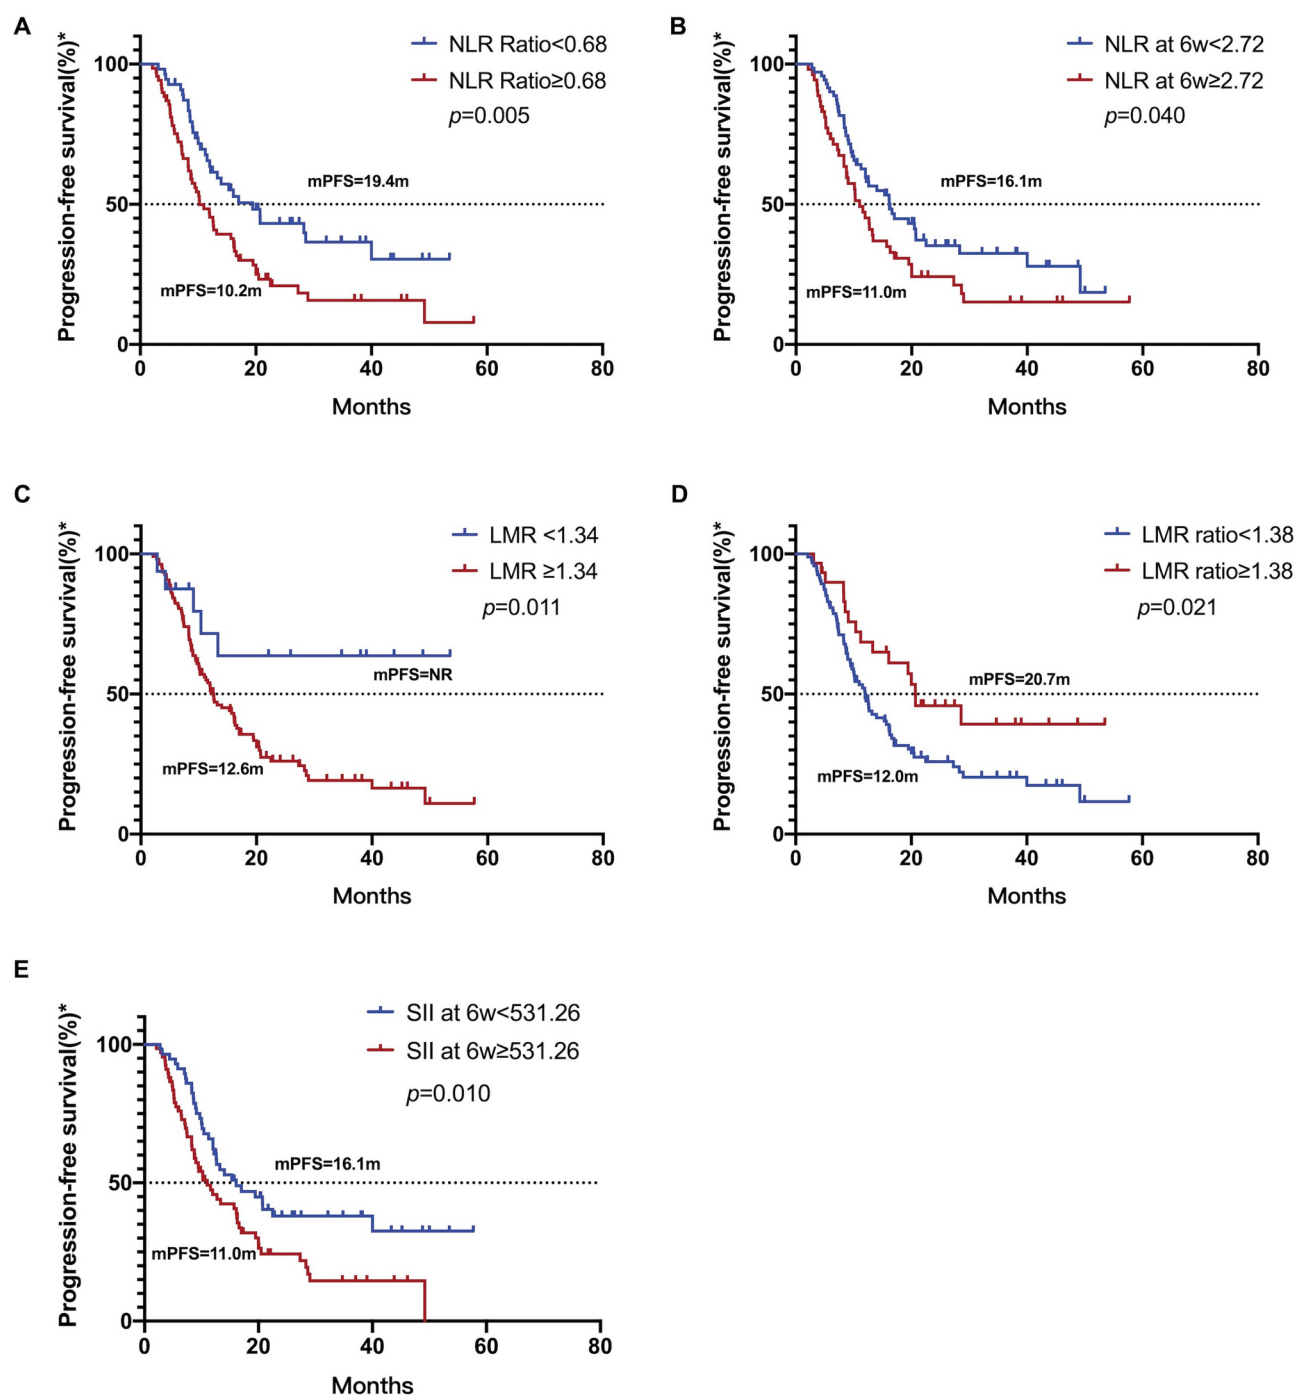 A
NLR Ratio<0.68
NLR Ratio≥0.68
p=0.005
Progression-free survival(%)*
100
50
0
mPFS=19.4m
mPFS=10.2m
0 20 40 60 80
Months
B
NLR at 6w<2.72
NLR at 6w≥2.72
p=0.040
Progression-free survival(%)*
100
50
0
mPFS=16.1m
mPFS=11.0m
0 20 40 60 80
Months
C
LMR <1.34
LMR ≥1.34
p=0.011
Progression-free survival(%)*
100
50
0
mPFS=NR
mPFS=12.6m
0 20 40 60 80
Months
D
LMR ratio<1.38
LMR ratio≥1.38
p=0.021
Progression-free survival(%)*
100
50
0
mPFS=20.7m
mPFS=12.0m
0 20 40 60 80
Months
E
SII at 6w<531.26
SII at 6w≥531.26
p=0.010
Progression-free survival(%)*
100
50
0
mPFS=16.1m
mPFS=11.0m
0 20 40 60 80
Months